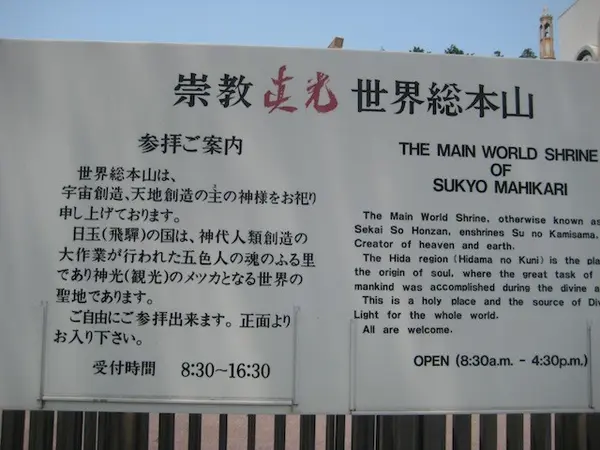 崇教 真光 世界総本山
参拝ご案内
世界総本山は、
宇宙創造、天地創造の主の神様をお祀り
申し上げております。
日玉(飛騨)の国は、神代人類創造の
大作業が行われた五色人の魂のふる里
であり神光(観光)のメツカとなる世界の
聖地であります。
ご自由にご参拝出来ます。正面より
お入り下さい。
受付時間 8:30~16:30
THE MAIN WORLD SHRINE
OF
SUKYO MAHIKARI
The Main World Shrine, otherwise known as
Sekai So Honzan, enshrines Su no Kamisama.
Creator of heaven and earth.
The Hida region (Hidama no Kuni) is the
the origin of soul, where the great task of
mankind was accomplished during the divine
This is a holy place and the source of
Light for the whole world.
All are welcome.
OPEN (8:30a.m. - 4:30p.m.)